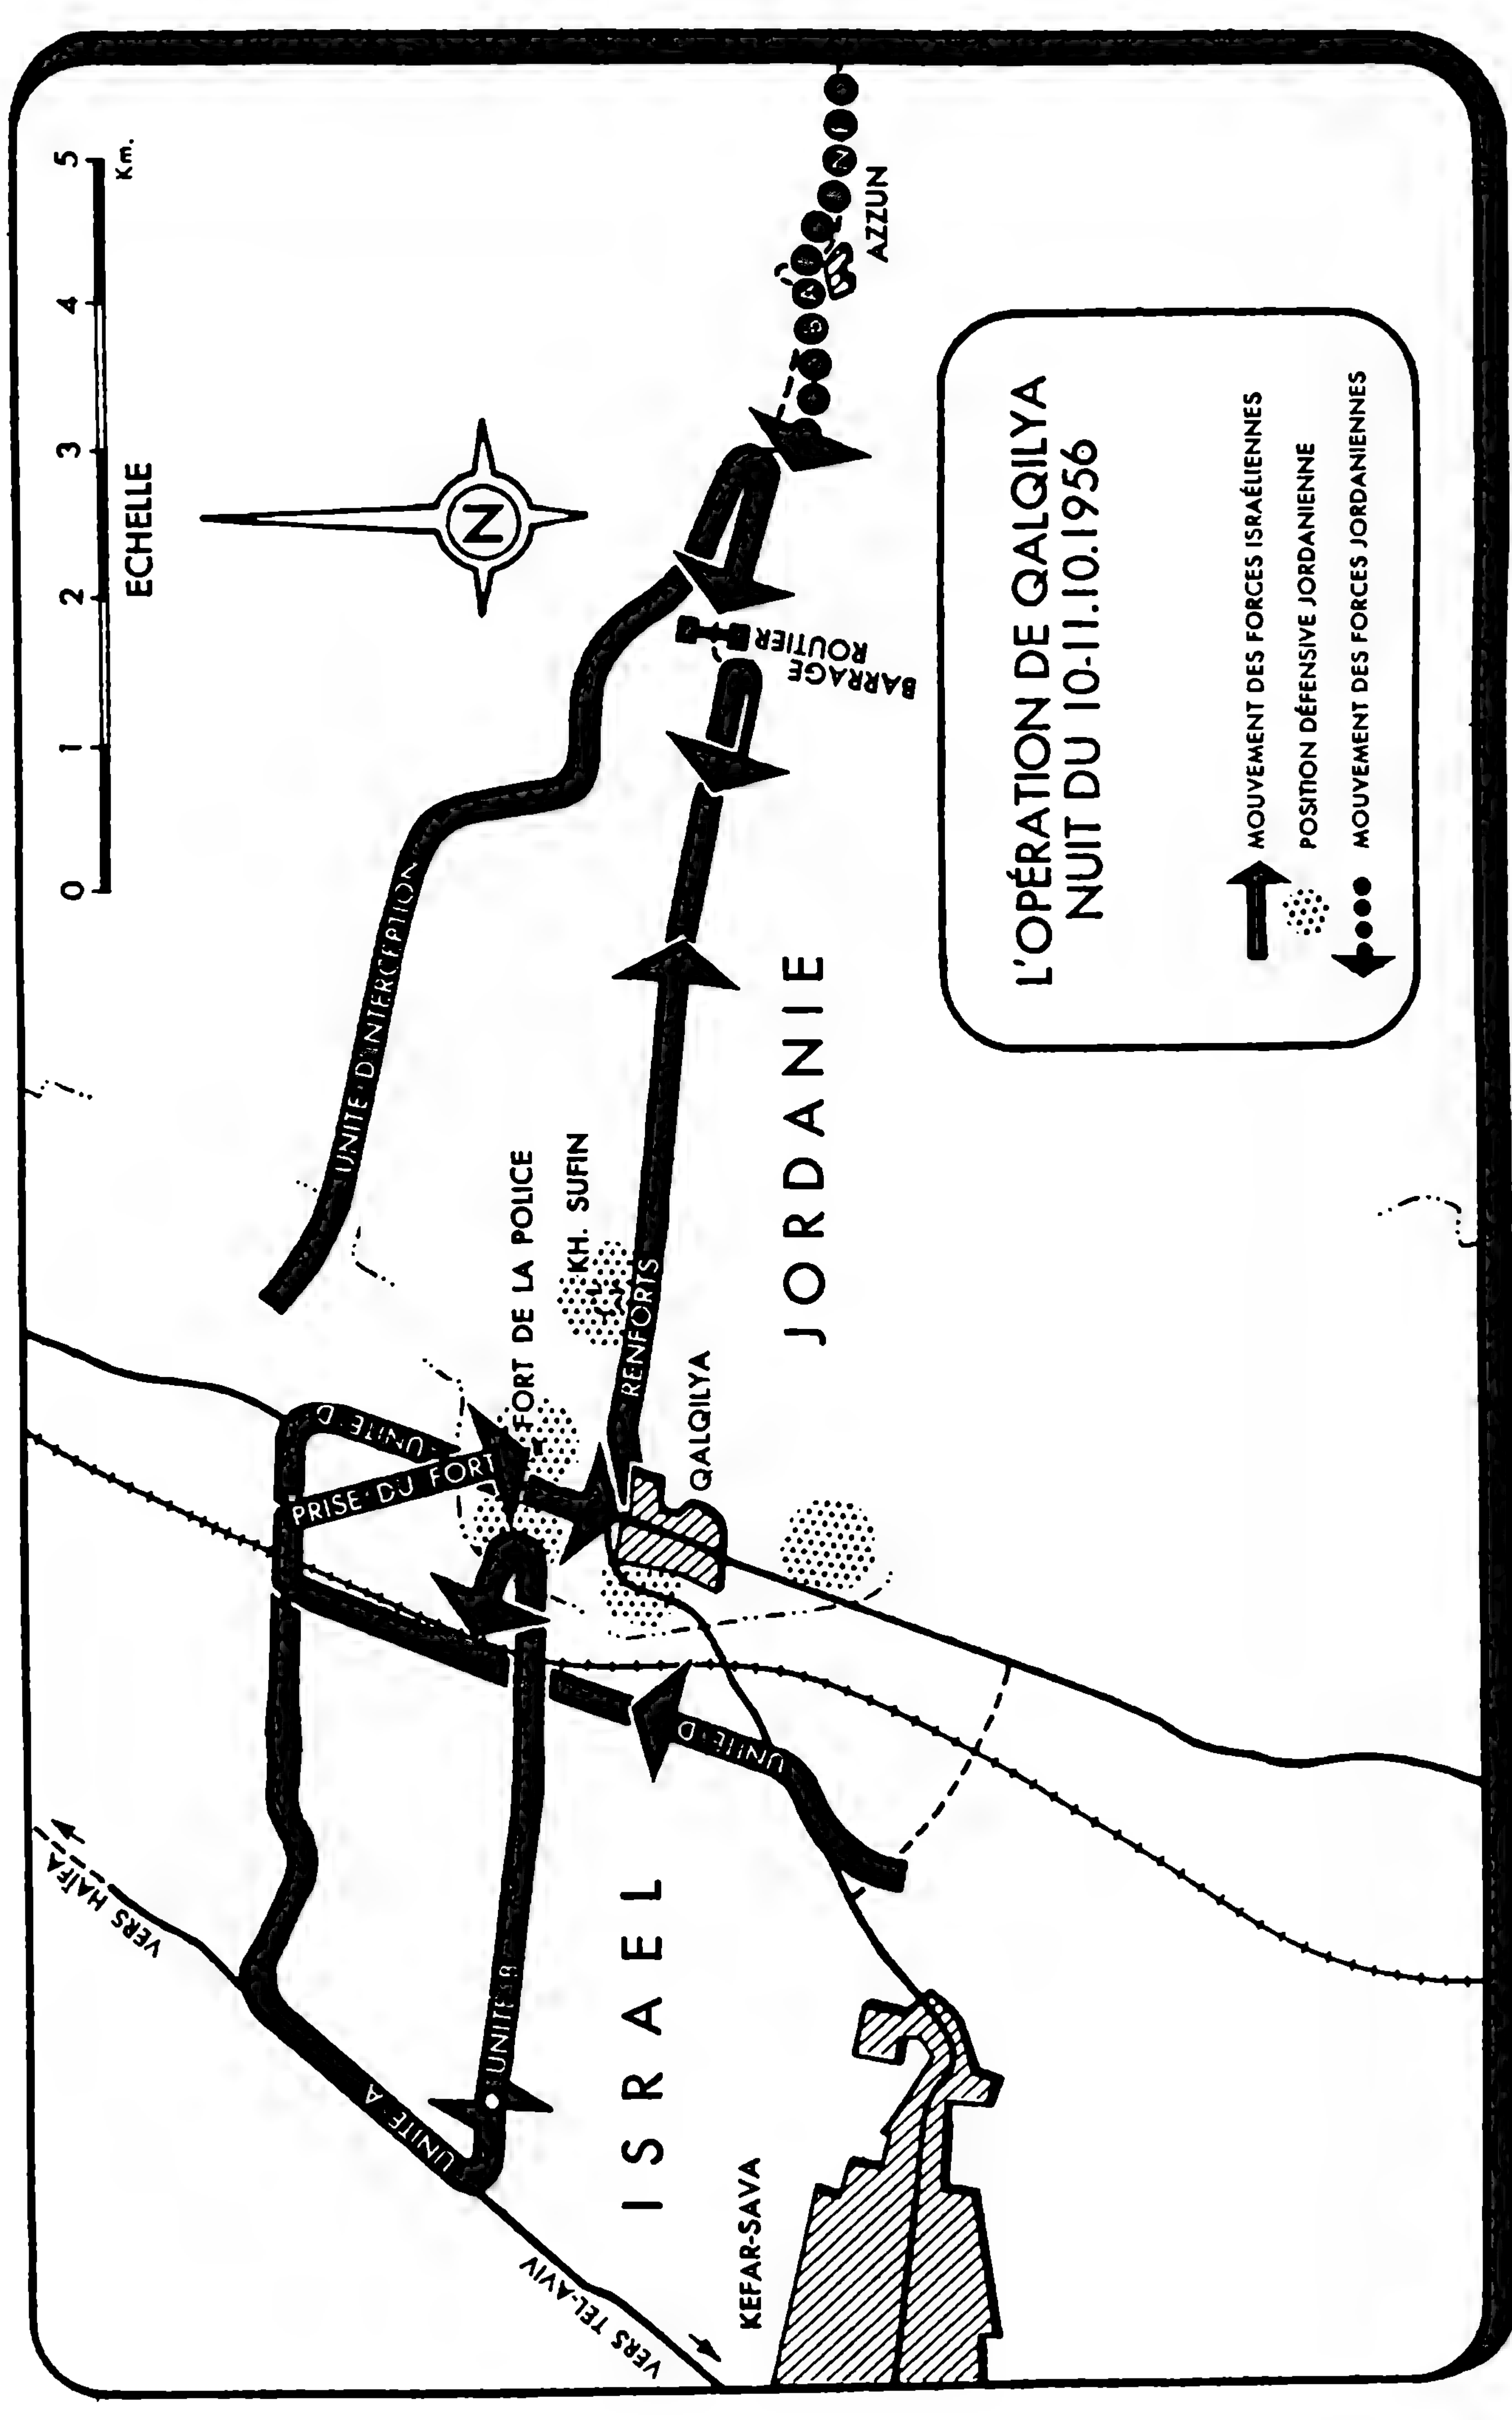 0 1 2 3 4 5
Km.
ECHELLE
N
VERS HAÏFA
UNITÉ D'INTERCEPTION
UNITÉ D
PRISE DU FORT
UNITÉ A
UNITÉ B
FORT DE LA POLICE
KH. SUFIN
RENFORTS
QALQILYA
UNITÉ D
BARRAGE
ROUTIER
AZZUN
VERS TEL-AVIV
ISRAEL
JORDANIE
KEFAR-SAVA
L'OPÉRATION DE QALQILYA
NUIT DU 10-11.10.1956
MOUVEMENT DES FORCES ISRAÉLIENNES
POSITION DÉFENSIVE JORDANIENNE
MOUVEMENT DES FORCES JORDANIENNES